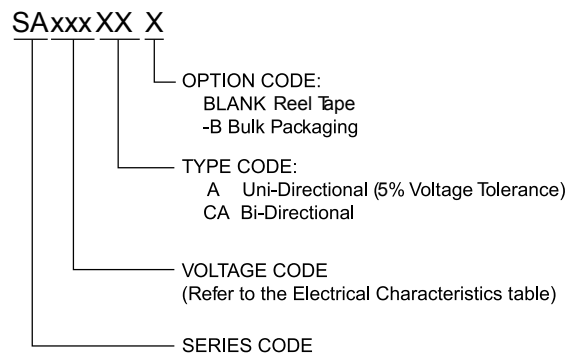 SAxxxXX X
OPTION CODE:
BLANK Reel Tape
-B Bulk Packaging
TYPE CODE:
A Uni-Directional (5% Voltage Tolerance)
CA Bi-Directional
VOLTAGE CODE
(Refer to the Electrical Characteristics table)
SERIES CODE